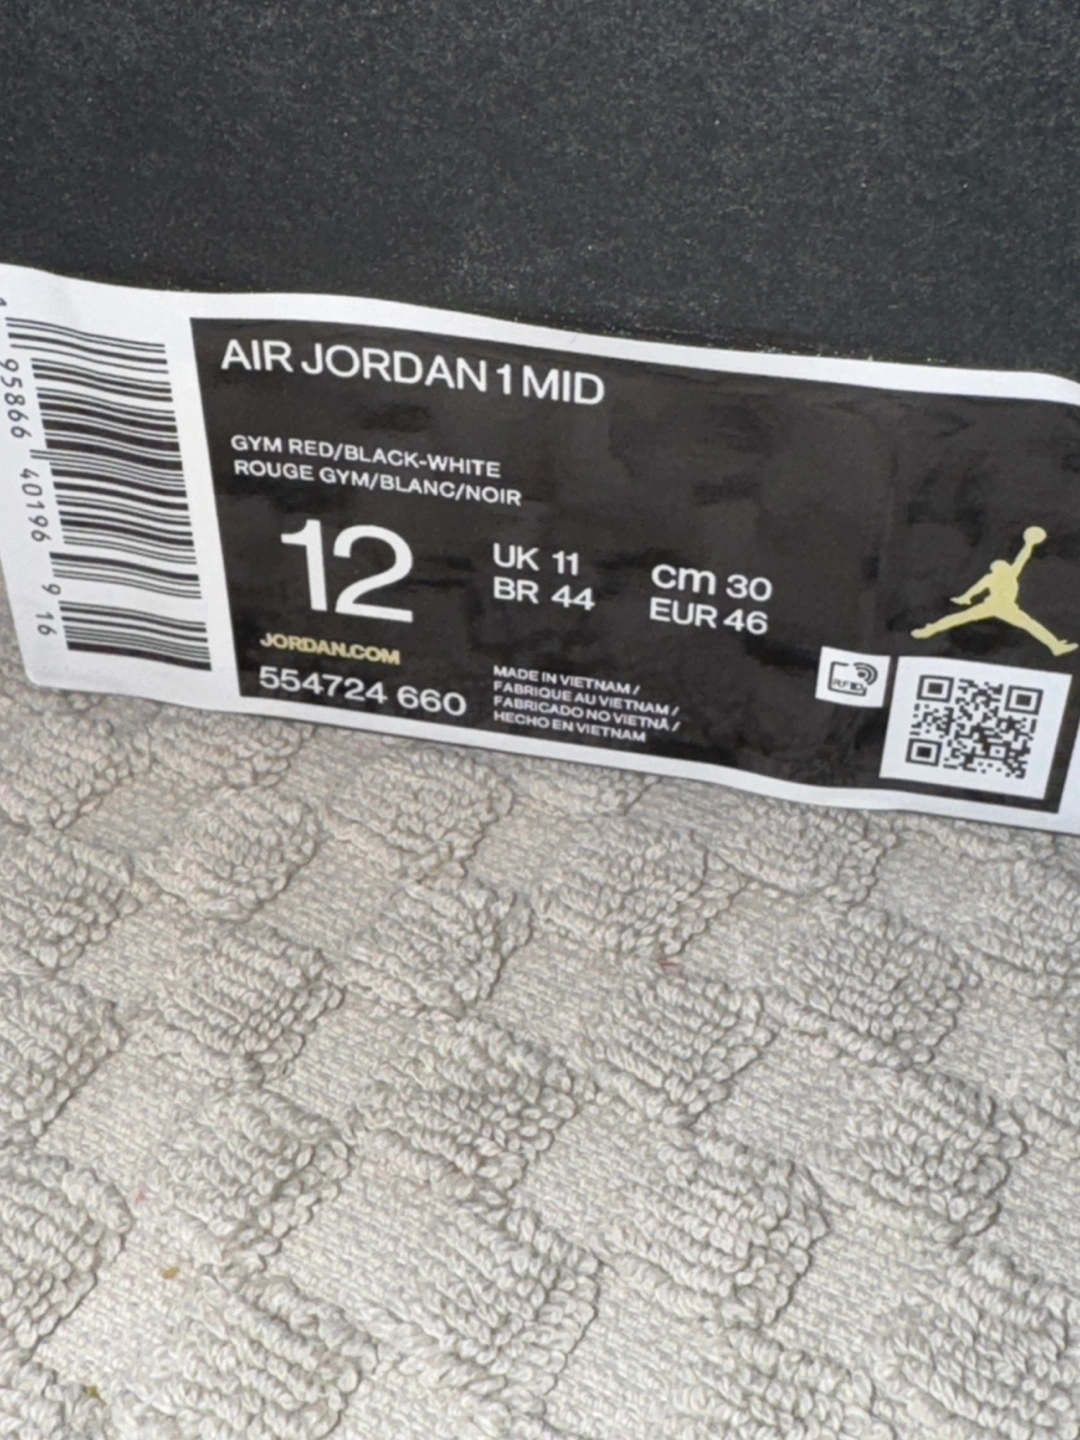 AIR JORDAN 1 MID
GYM RED/BLACK-WHITE
ROUGE GYM/BLANC/NOIR
12
UK 11
BR 44
cm 30
EUR 46
JORDAN.COM
554724 660
MADE IN VIETNAM /
FABRIQUE AU VIETNAM /
FABRICADO NO VIETNÃ /
HECHO EN VIETNAM
RFID
1 95866 40196 9 16